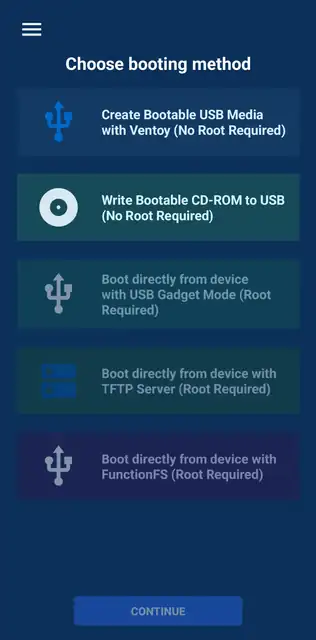 Choose booting method
Create Bootable USB Media
with Ventoy (No Root Required)
Write Bootable CD-ROM to USB
(No Root Required)
Boot directly from device
with USB Gadget Mode (Root
Required)
Boot directly from device with
TFTP Server (Root Required)
Boot directly from device with
FunctionFS (Root Required)
CONTINUE